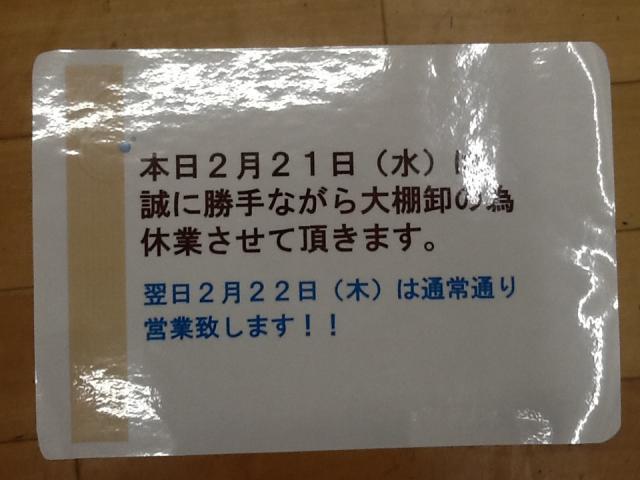 本日２月２１日（水）は
誠に勝手ながら大棚卸の為
休業させて頂きます。
翌日２月２２日（木）は通常通り
営業致します！！